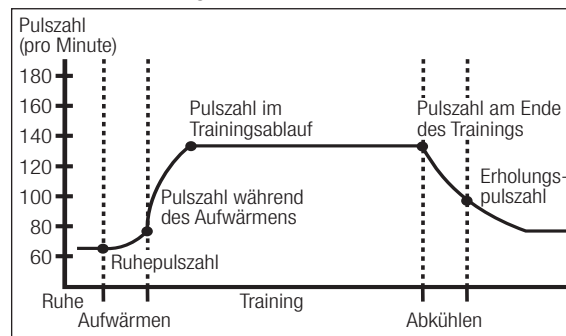 Pulszahl
(pro Minute)
180
160
140
120
100
80
60
Pulszahl im
Trainingsablauf
Pulszahl am Ende
des Trainings
Pulszahl während
des Aufwärmens
Erholungs-
pulszahl
Ruhepulszahl
Ruhe
Training
Aufwärmen
Abkühlen